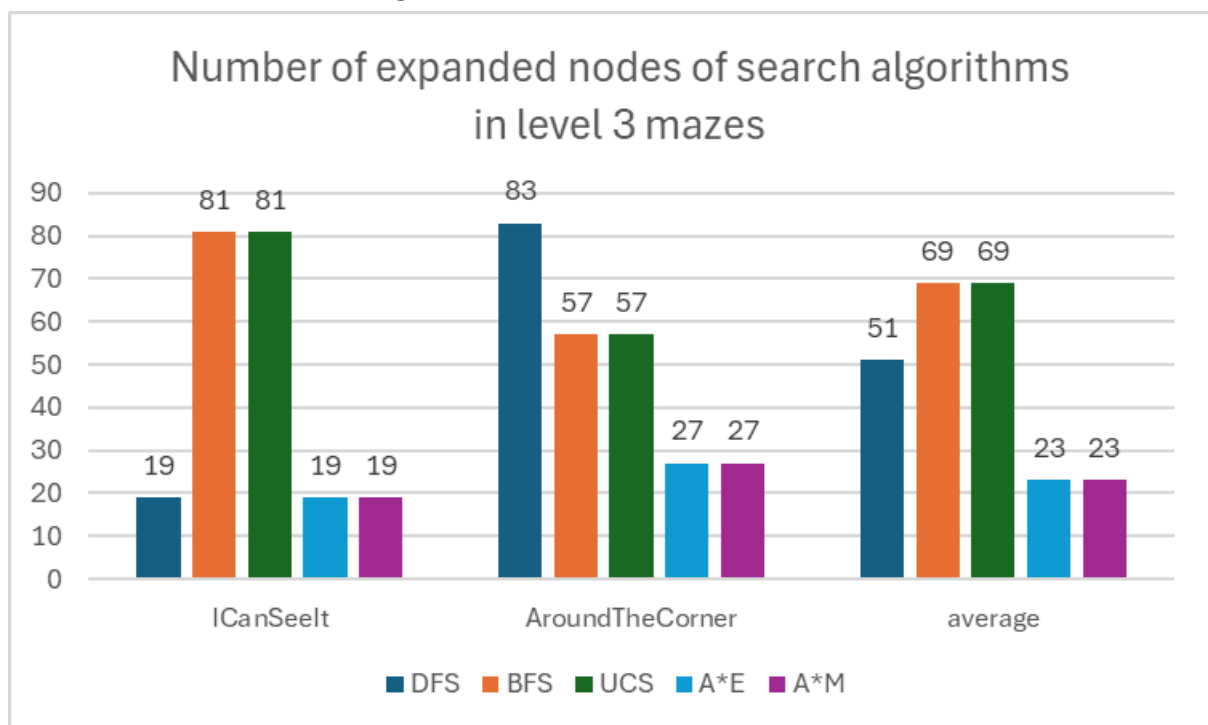 Number of expanded nodes of search algorithms
in level 3 mazes
90
80
70
60
50
40
30
20
10
0
19 81 81 19 19
83 57 57 27 27
51 69 69 23 23
ICanSeeIt AroundTheCorner average
DFS BFS UCS A*E A*M